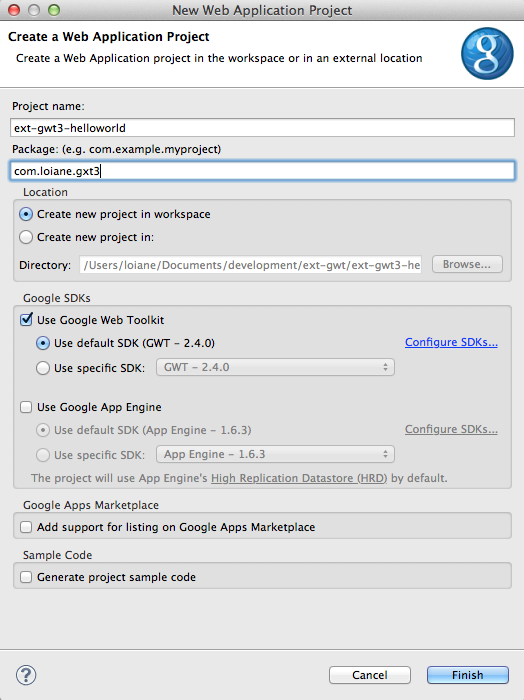 New Web Application Project
Create a Web Application Project
Create a Web Application project in the workspace or in an external location
g
Project name:
ext-gwt3-helloworld
Package: (e.g. com.example.myproject)
com.loiane.gxt3
Location
Create new project in workspace
Create new project in:
Directory: /Users/loiane/Documents/development/ext-gwt/ext-gwt3-he Browse...
Google SDKs
Use Google Web Toolkit
Use default SDK (GWT - 2.4.0) Configure SDKs...
Use specific SDK: GWT - 2.4.0
Use Google App Engine
Use default SDK (App Engine - 1.6.3) Configure SDKs...
Use specific SDK: App Engine - 1.6.3
The project will use App Engine's High Replication Datastore (HRD) by default.
Google Apps Marketplace
Add support for listing on Google Apps Marketplace
Sample Code
Generate project sample code
? Cancel Finish